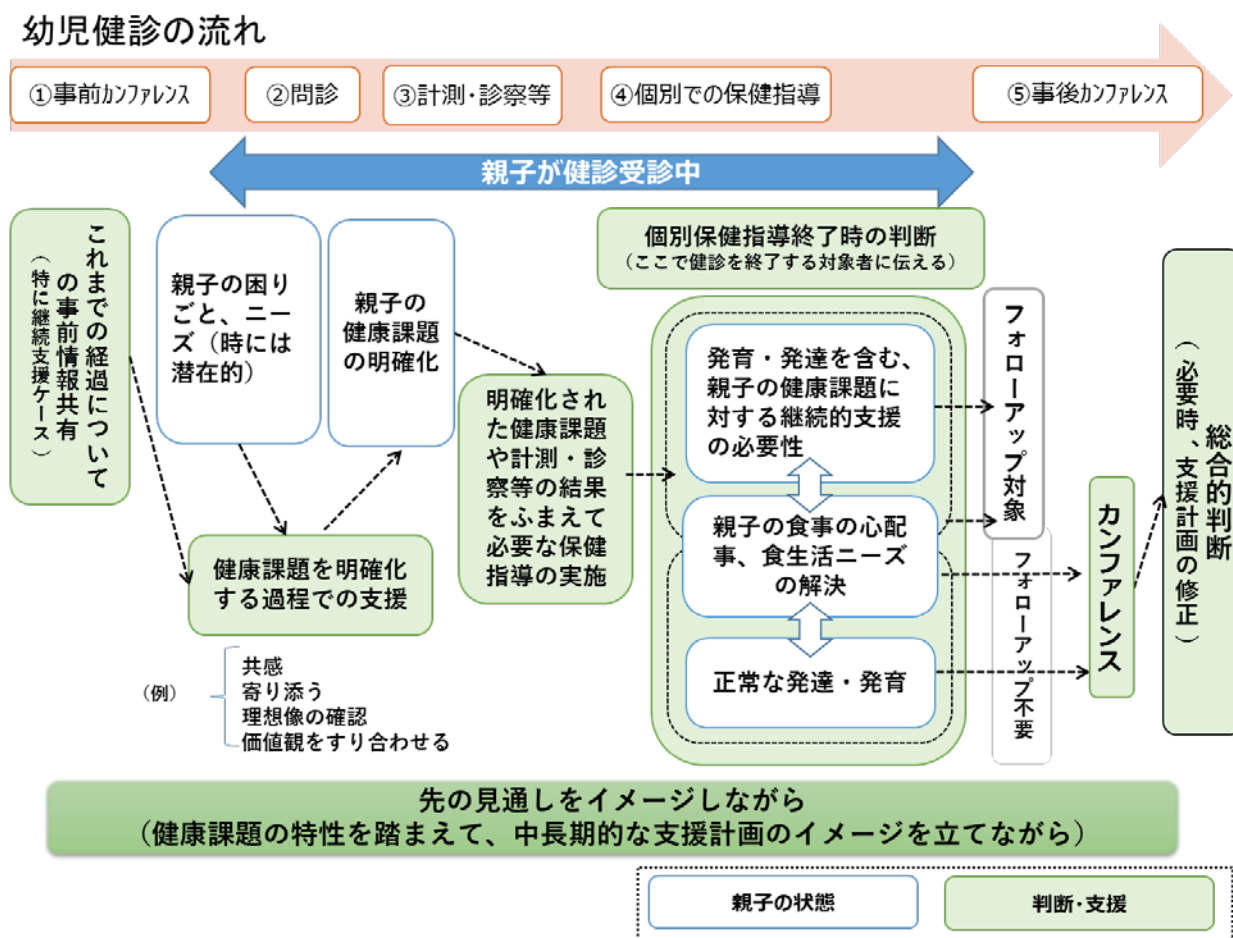 幼児健診の流れ
①事前ｶﾝﾌｧﾚﾝｽ
②問診
③計測･診察等
④個別での保健指導
⑤事後ｶﾝﾌｧﾚﾝｽ
親子が健診受診中
これまでの経過について
の事前情報共有
（特に継続支援ケース）
親子の困り
ごと、ニー
ズ（時には
潜在的）
親子の
健康課題
の明確化
健康課題を明確化
する過程での支援
（例）
共感
寄り添う
理想像の確認
価値観をすり合わせる
明確化され
た健康課題
や計測・診
察等の結果
をふまえて
必要な保健
指導の実施
個別保健指導終了時の判断
（ここで健診を終了する対象者に伝える）
発育・発達を含む、
親子の健康課題に
対する継続的支援
の必要性
親子の食事の心配
事、食生活ニーズ
の解決
正常な発達・発育
フォローアップ対象
フォローアップ不要
カンファレンス
総合的判断
（必要時、支援計画の修正）
先の見通しをイメージしながら
（健康課題の特性を踏まえて、中長期的な支援計画のイメージを立てながら）
親子の状態
判断･支援